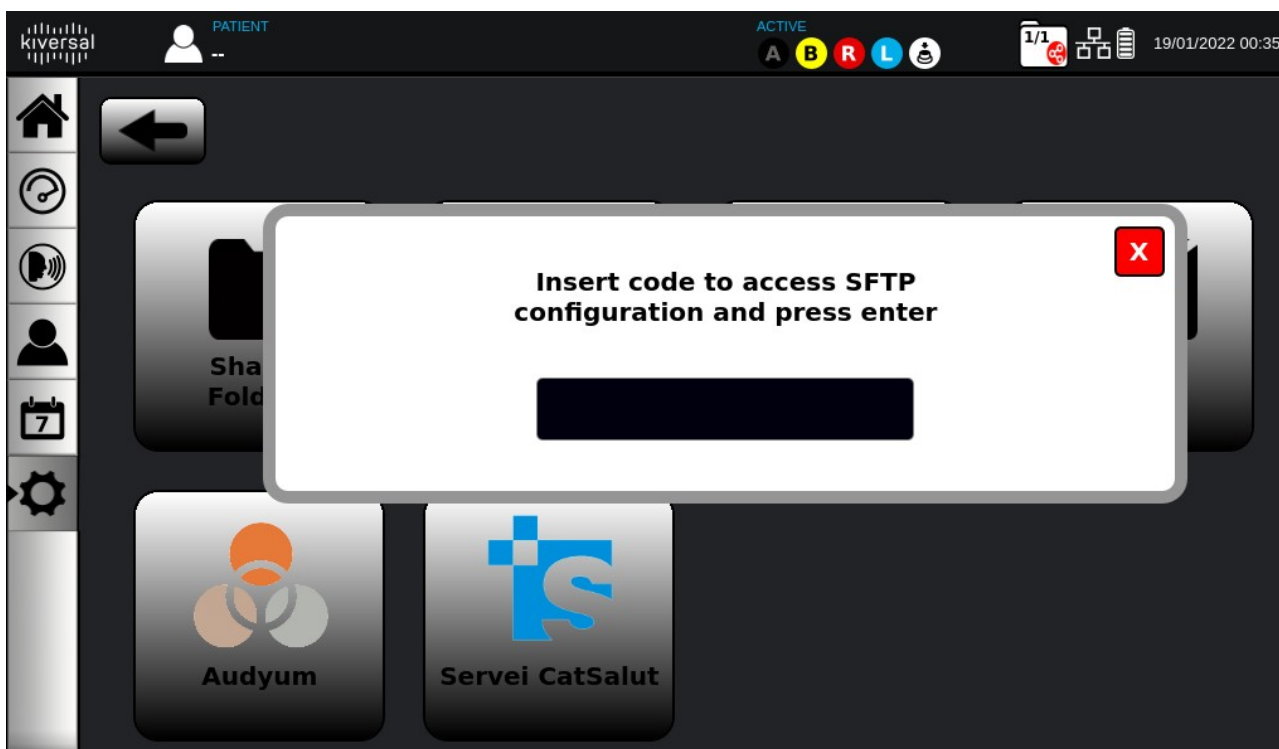 kiversal
PATIENT
--
ACTIVE
A B R L
1/1
19/01/2022 00:35
X
Insert code to access SFTP
configuration and press enter
Sha
Fold
7
Audyum
Servei CatSalut